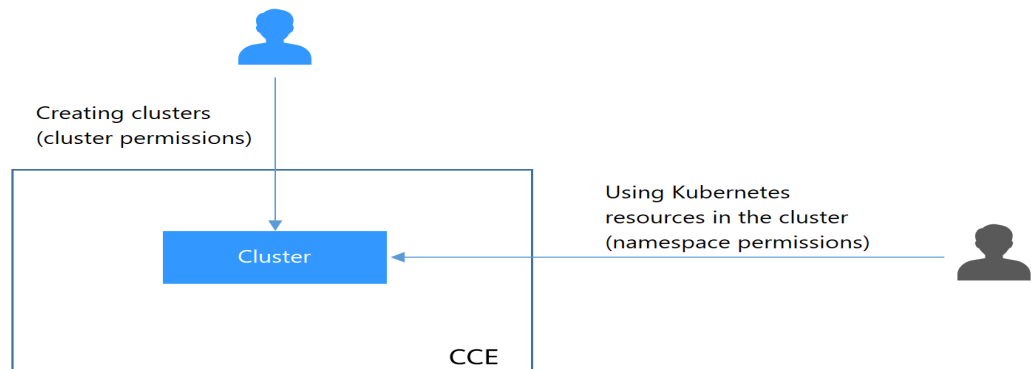 Creating clusters
(cluster permissions)
Using Kubernetes
resources in the cluster
(namespace permissions)
Cluster
CCE